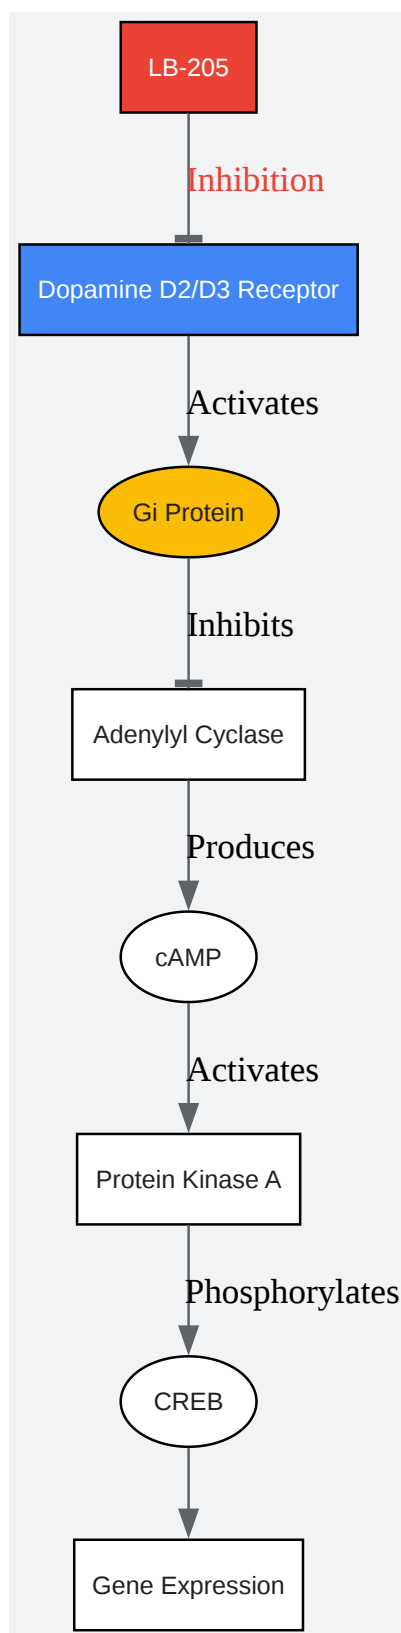 LB-205
Inhibition
Dopamine D2/D3 Receptor
Activates
Gi Protein
Inhibits
Adenylyl Cyclase
Produces
cAMP
Activates
Protein Kinase A
Phosphorylates
CREB
Gene Expression